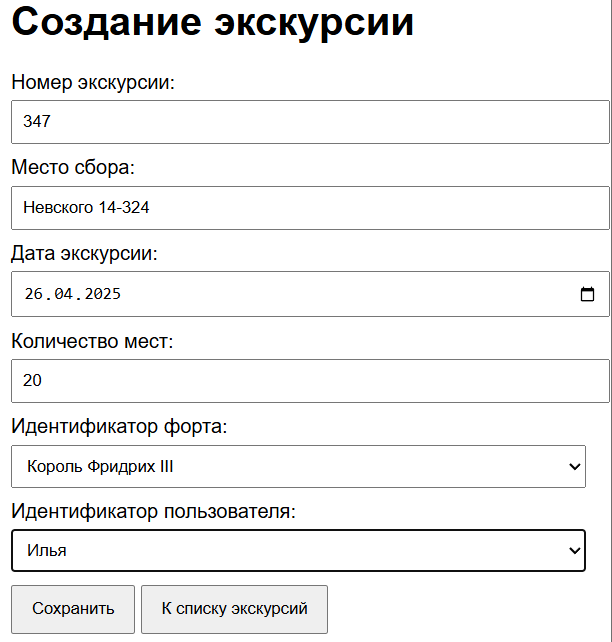 Создание экскурсии
Номер экскурсии:
347
Место сбора:
Невского 14-324
Дата экскурсии:
26.04.2025
Количество мест:
20
Идентификатор форта:
Король Фридрих III
Идентификатор пользователя:
Илья
Сохранить К списку экскурсий